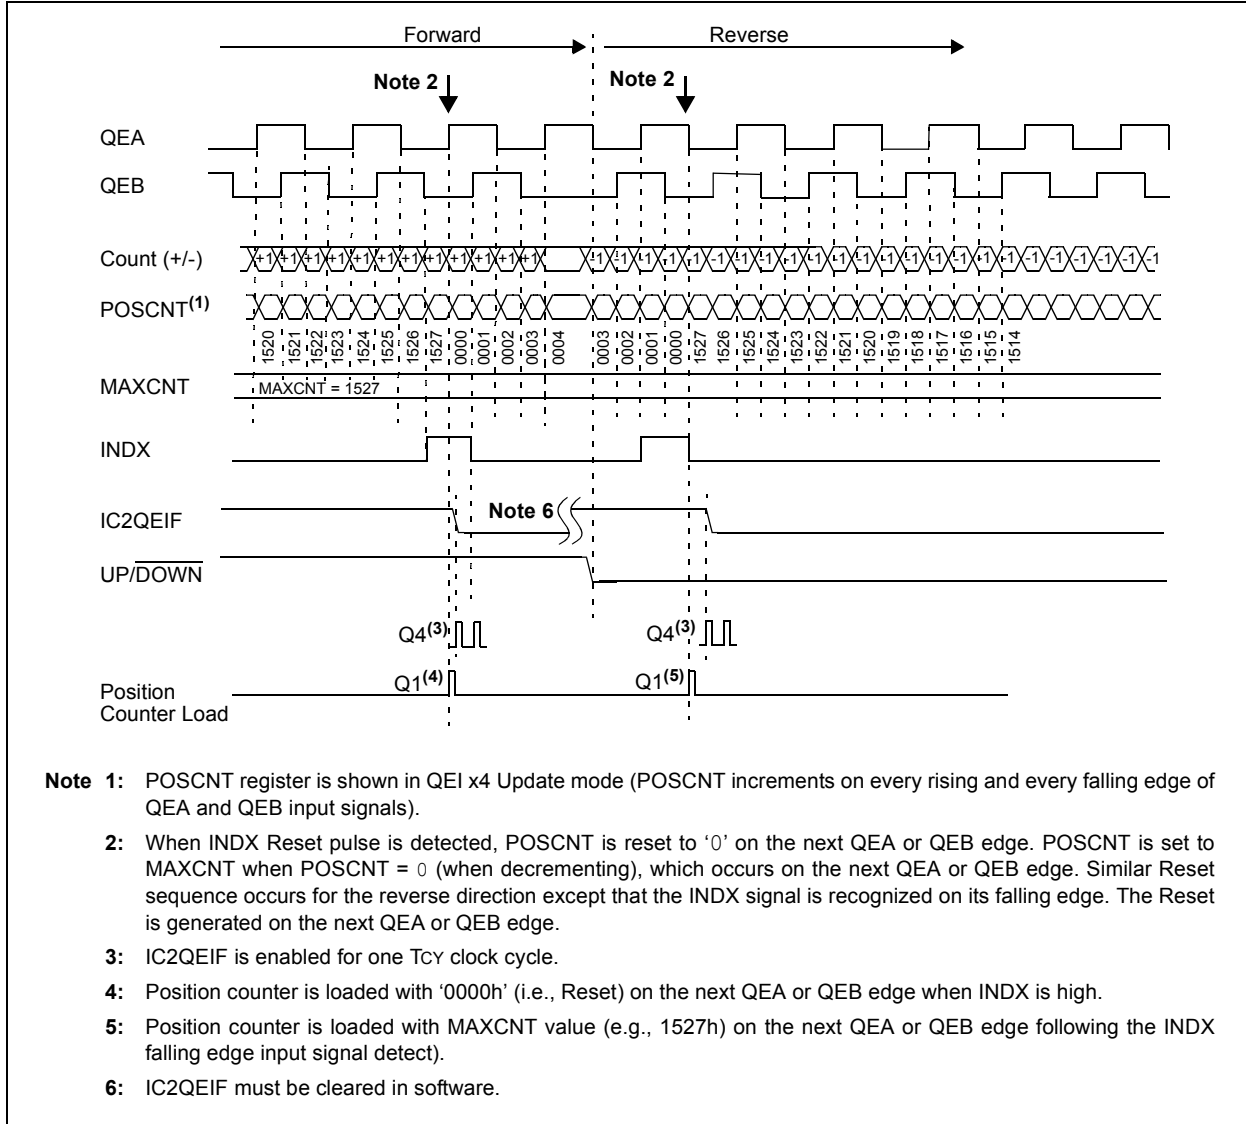 Forward Reverse
Note 2 Note 2
QEA
QEB
Count (+/-) +1 +1 +1 +1 +1 +1 +1 +1 +1 +1 +1 +1 -1 -1 -1 -1 -1 -1 -1 -1 -1 -1 -1 -1 -1 -1 -1 -1 -1 -1 -1 -1 -1 -1 -1 -1
POSCNT(1)
1520 1521 1522 1523 1524 1525 1526 1527 0000 0001 0002 0003 0004 0003 0002 0001 0000 1527 1526 1525 1524 1523 1522 1521 1520 1519 1518 1517 1516 1515 1514
MAXCNT MAXCNT = 1527
INDX
IC2QEIF Note 6
UP/DOWN
Q4(3) Q4(3)
Q1(4) Q1(5)
Position
Counter Load
Note 1: POSCNT register is shown in QEI x4 Update mode (POSCNT increments on every rising and every falling edge of
QEA and QEB input signals).
2: When INDX Reset pulse is detected, POSCNT is reset to ‘0’ on the next QEA or QEB edge. POSCNT is set to
MAXCNT when POSCNT = 0 (when decrementing), which occurs on the next QEA or QEB edge. Similar Reset
sequence occurs for the reverse direction except that the INDX signal is recognized on its falling edge. The Reset
is generated on the next QEA or QEB edge.
3: IC2QEIF is enabled for one TCY clock cycle.
4: Position counter is loaded with ‘0000h’ (i.e., Reset) on the next QEA or QEB edge when INDX is high.
5: Position counter is loaded with MAXCNT value (e.g., 1527h) on the next QEA or QEB edge following the INDX
falling edge input signal detect).
6: IC2QEIF must be cleared in software.